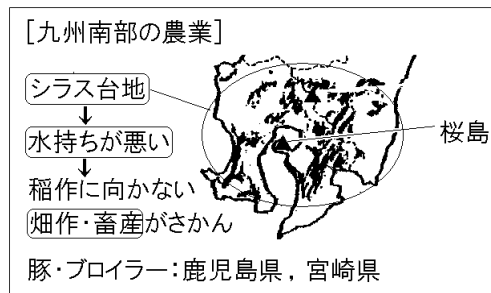 [九州南部の農業]
シラス台地
↓
水持ちが悪い
↓
稲作に向かない
畑作・畜産がさかん
桜島
豚・ブロイラー：鹿児島県，宮崎県